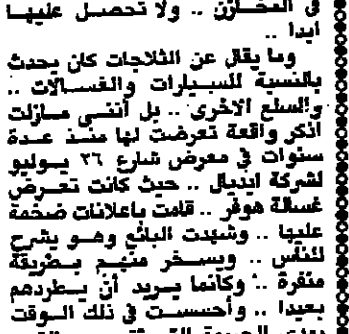 في المخازن .. ولا تحصل عليها
ابدا ..
وما يقال عن الثلاجات كان يحدث
بالنسبة للسيارات والغسالات ..
والسلع الاخرى .. بل أننى مازلت
اذكر واقعة تعرضت لها منذ عدة
سنوات في معرض شارع ٢٦ يوليو
لشركة ايديال .. حيث كانت تعرض
غسالة هوفر .. قامت باعلانات ضخمة
عليها .. وشهدت البائع وهو يشرح
للناس .. ويسخر منهم بطريقة
منفرة .. وكأنما يريد أن يطردهم
بعيدا .. وأحسست في ذلك الوقت